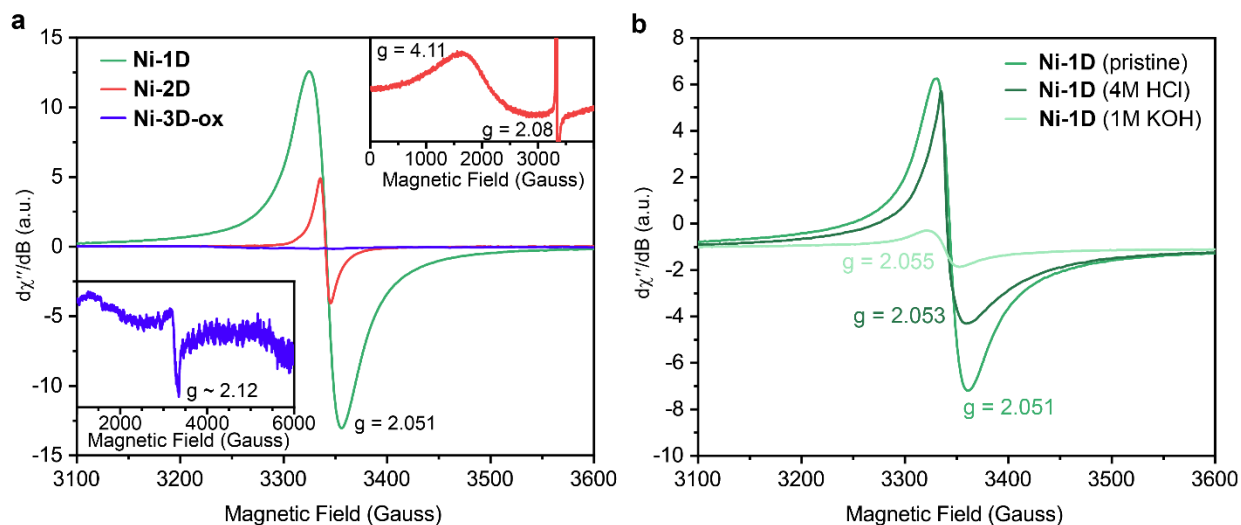 a
Ni-1D
Ni-2D
Ni-3D-ox
g = 4.11
g = 2.08
0 1000 2000 3000
Magnetic Field (Gauss)
g ~ 2.12
2000 4000 6000
Magnetic Field (Gauss)
g = 2.051
15
10
5
0
-5
-10
-15
dχ′′/dB (a.u.)
3100 3200 3300 3400 3500 3600
Magnetic Field (Gauss)
b
Ni-1D (pristine)
Ni-1D (4M HCl)
Ni-1D (1M KOH)
g = 2.055
g = 2.053
g = 2.051
8
6
4
2
0
-2
-4
-6
-8
-10
dχ′′/dB (a.u.)
3100 3200 3300 3400 3500 3600
Magnetic Field (Gauss)